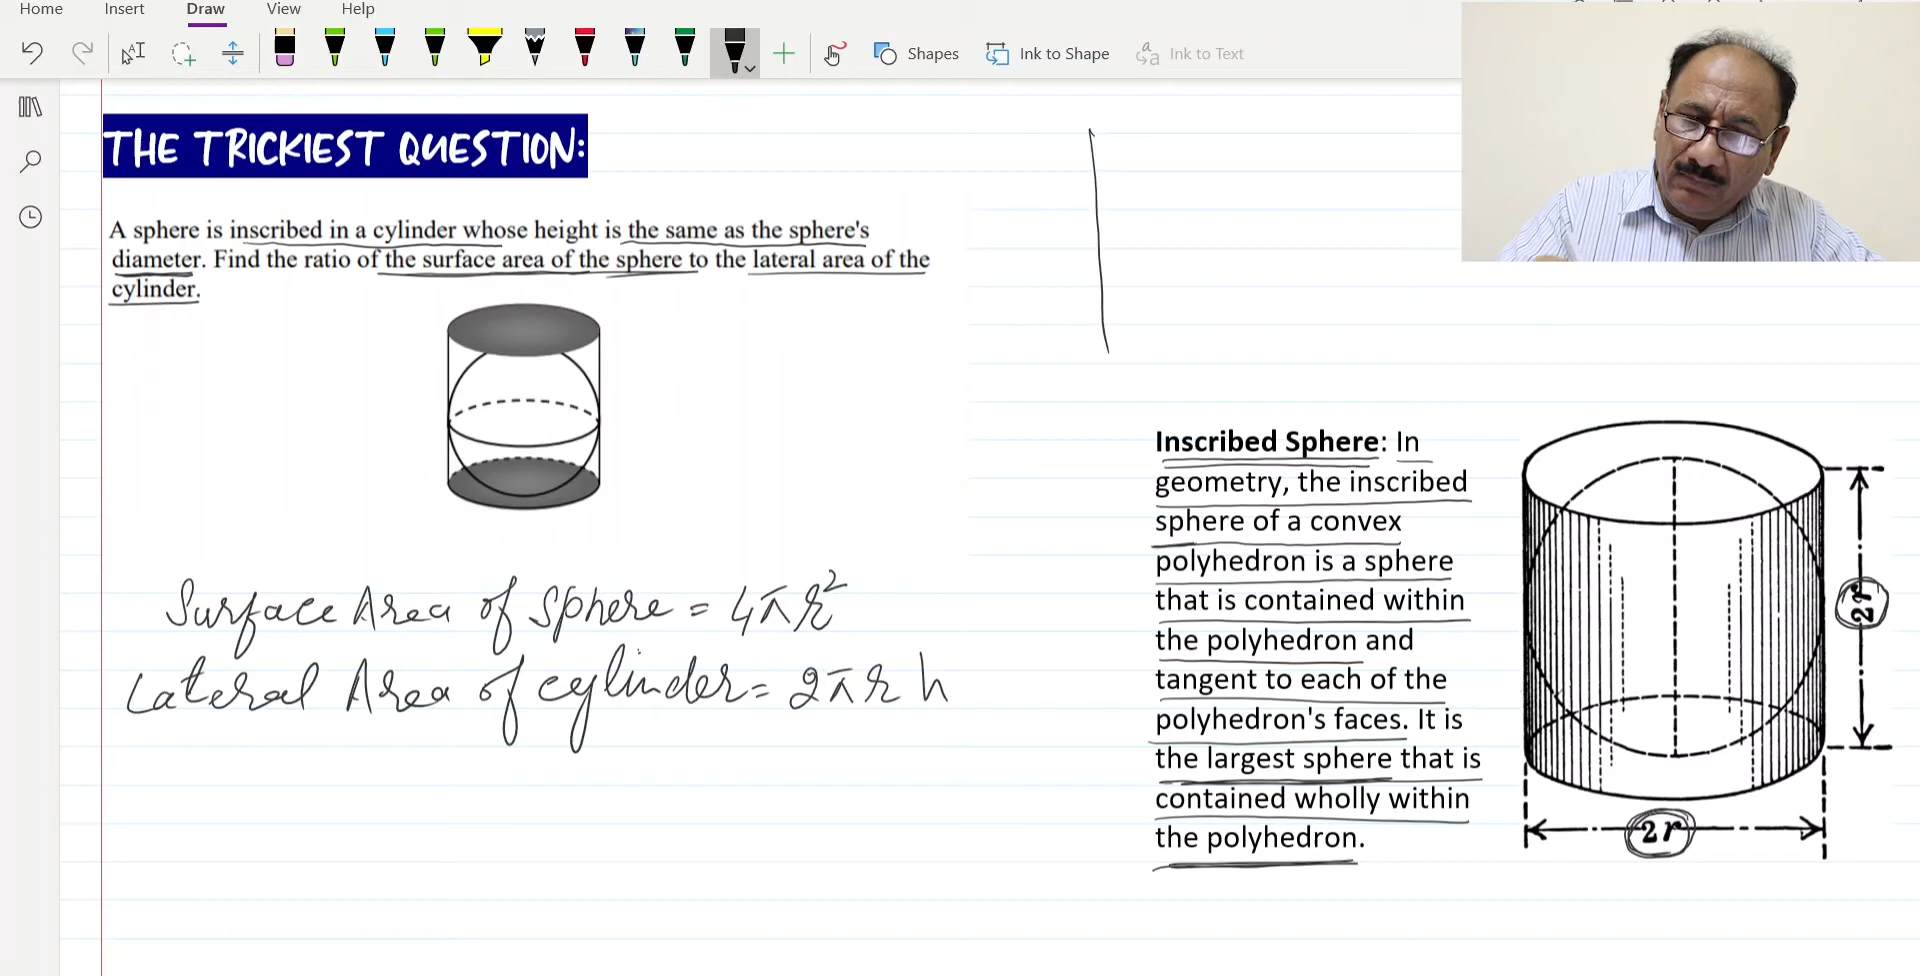 Home Insert Draw View Help
Shapes Ink to Shape Ink to Text
THE TRICKIEST QUESTION:
A sphere is inscribed in a cylinder whose height is the same as the sphere's
diameter. Find the ratio of the surface area of the sphere to the lateral area of the
cylinder.
Surface Area of Sphere = 4πr²
Lateral Area of cylinder = 2πr h
Inscribed Sphere: In
geometry, the inscribed
sphere of a convex
polyhedron is a sphere
that is contained within
the polyhedron and
tangent to each of the
polyhedron's faces. It is
the largest sphere that is
contained wholly within
the polyhedron.
2r
2r